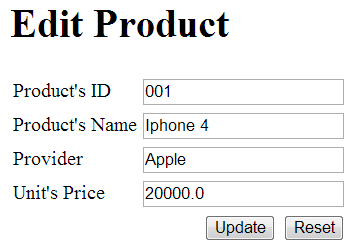 Edit Product
Product's ID 001
Product's Name Iphone 4
Provider Apple
Unit's Price 20000.0
Update Reset